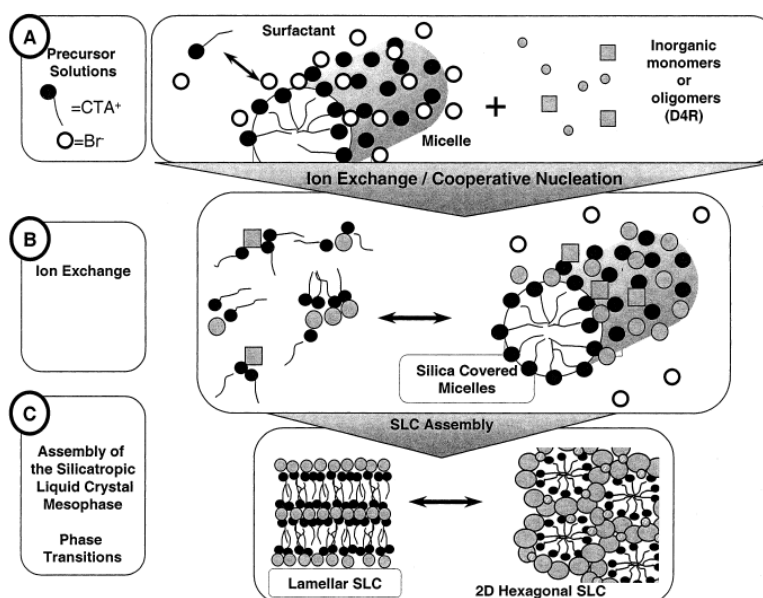 A
Precursor
Solutions
=CTA⁺
=Br⁻
Surfactant
Micelle
+
Inorganic
monomers
or
oligomers
(D4R)
Ion Exchange / Cooperative Nucleation
B
Ion Exchange
Silica Covered
Micelles
SLC Assembly
C
Assembly of
the Silicatropic
Liquid Crystal
Mesophase
Phase
Transitions
Lamellar SLC
2D Hexagonal SLC